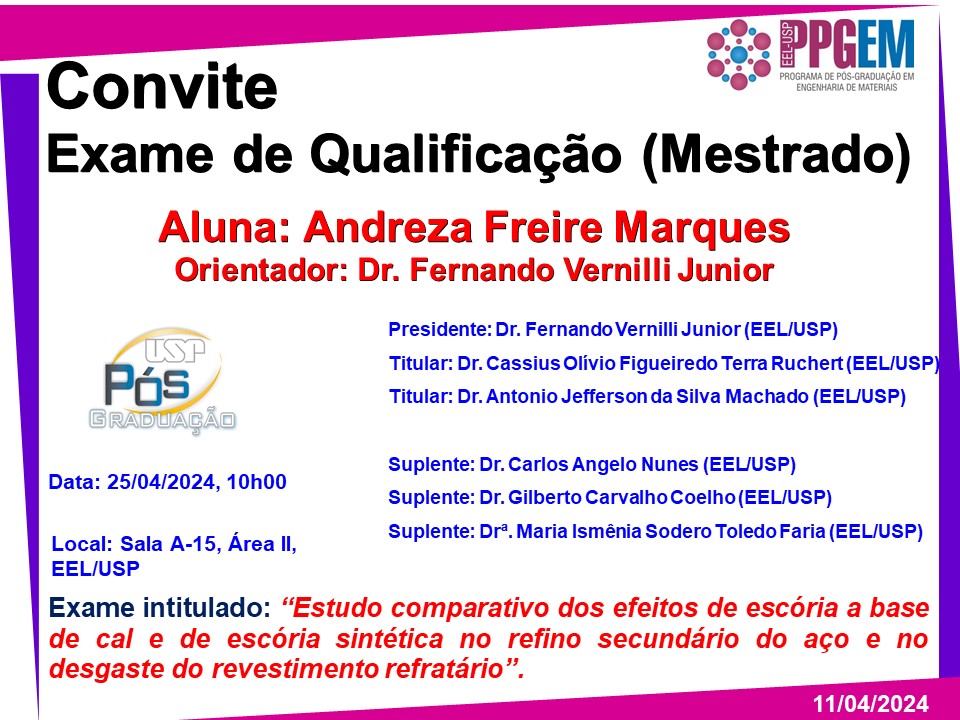 EEL-USP
PPGEM
PROGRAMA DE PÓS-GRADUAÇÃO EM
ENGENHARIA DE MATERIAIS
Convite
Exame de Qualificação (Mestrado)
Aluna: Andreza Freire Marques
Orientador: Dr. Fernando Vernilli Junior
USP
PÓS
GRADUAÇÃO
Presidente: Dr. Fernando Vernilli Junior (EEL/USP)
Titular: Dr. Cassius Olívio Figueiredo Terra Ruchert (EEL/USP)
Titular: Dr. Antonio Jefferson da Silva Machado (EEL/USP)
Suplente: Dr. Carlos Angelo Nunes (EEL/USP)
Suplente: Dr. Gilberto Carvalho Coelho (EEL/USP)
Suplente: Drª. Maria Ismênia Sodero Toledo Faria (EEL/USP)
Data: 25/04/2024, 10h00
Local: Sala A-15, Área II,
EEL/USP
Exame intitulado: “Estudo comparativo dos efeitos de escória a base
de cal e de escória sintética no refino secundário do aço e no
desgaste do revestimento refratário”.
11/04/2024